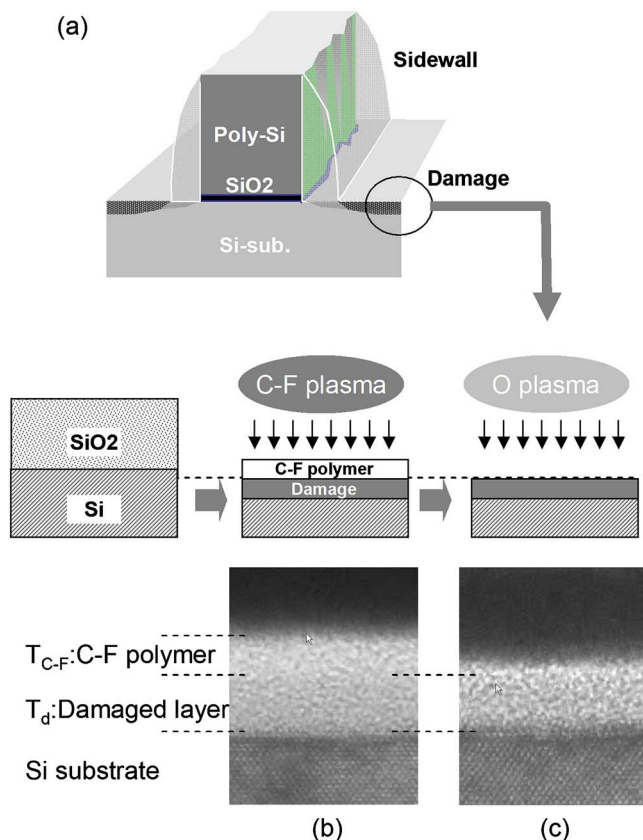 (a)
Sidewall
Poly-Si
SiO2
Damage
Si-sub.
C-F plasma
O plasma
SiO2
C-F polymer
Damage
Si
T_C-F:C-F polymer
T_d:Damaged layer
Si substrate
(b)
(c)